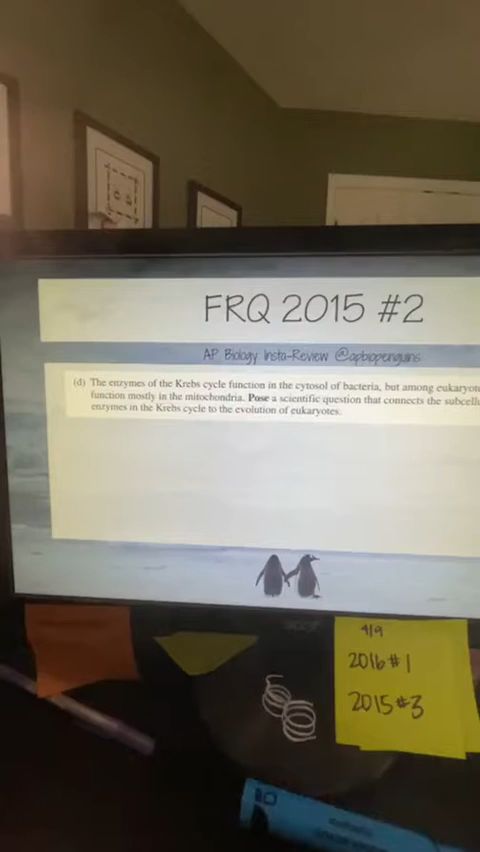 FRQ 2015 #2
AP Biology Insta-Review @apbiopenguins
(d) The enzymes of the Krebs cycle function in the cytosol of bacteria, but among eukaryot
function mostly in the mitochondria. Pose a scientific question that connects the subcellu
enzymes in the Krebs cycle to the evolution of eukaryotes.
4/9
2016 #1
2015 #3